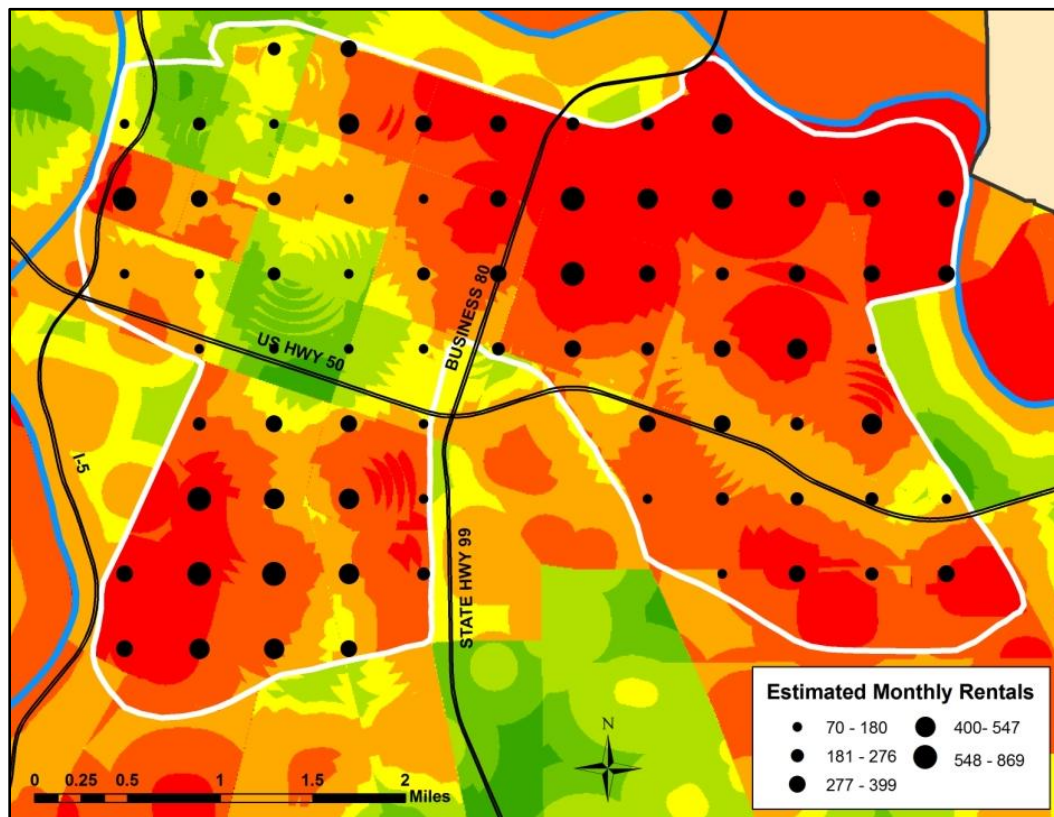 BUSINESS 80
US HWY 50
I-5
STATE HWY 99
N
0 0.25 0.5 1 1.5 2
Miles
Estimated Monthly Rentals
70 - 180
181 - 276
277 - 399
400- 547
548 - 869